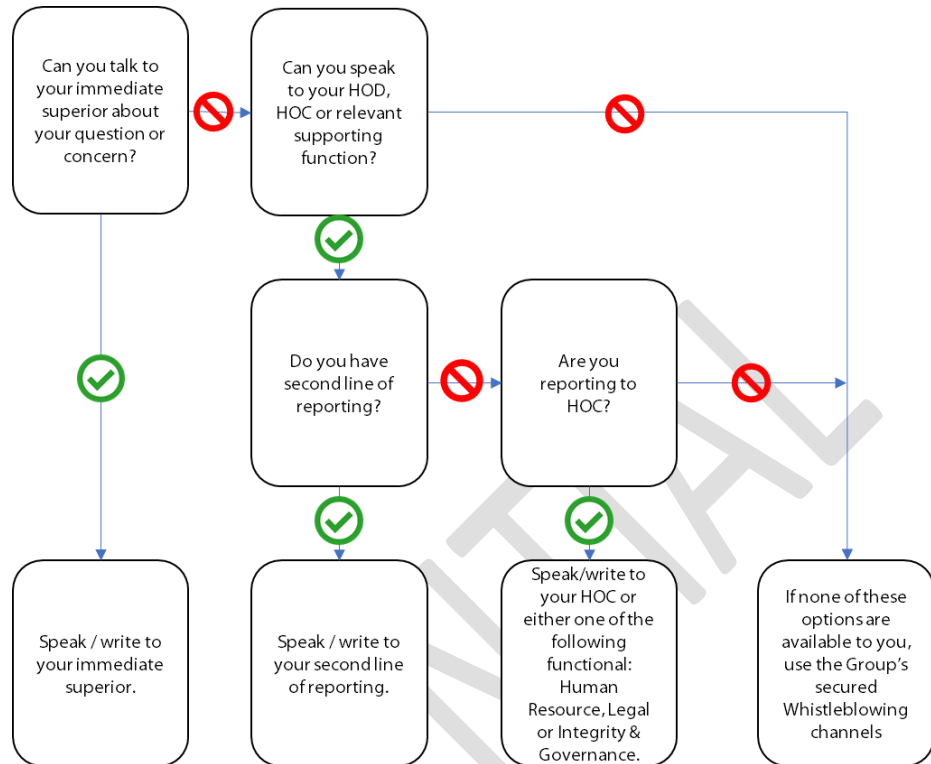 Can you talk to
your immediate
superior about
your question or
concern?
Can you speak
to your HOD,
HOC or relevant
supporting
function?
Do you have
second line of
reporting?
Are you
reporting to
HOC?
Speak / write to
your immediate
superior.
Speak / write to
your second line
of reporting.
Speak/write to
your HOC or
either one of the
following
functional:
Human
Resource, Legal
or Integrity &
Governance.
If none of these
options are
available to you,
use the Group's
secured
Whistleblowing
channels
NTIAL